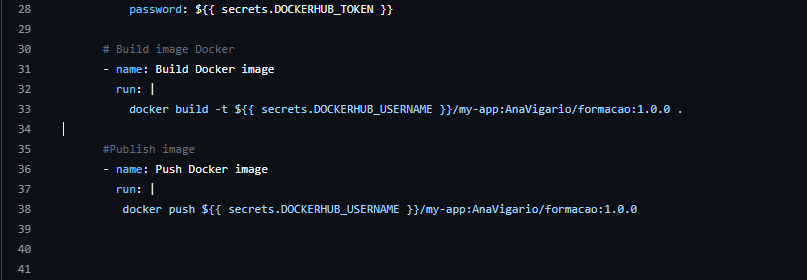 28 password: ${{ secrets.DOCKERHUB_TOKEN }}
29
30 # Build image Docker
31 - name: Build Docker image
32 run: |
33 docker build -t ${{ secrets.DOCKERHUB_USERNAME }}/my-app:AnaVigario/formacao:1.0.0 .
34
35 #Publish image
36 - name: Push Docker image
37 run: |
38 docker push ${{ secrets.DOCKERHUB_USERNAME }}/my-app:AnaVigario/formacao:1.0.0
39
40
41